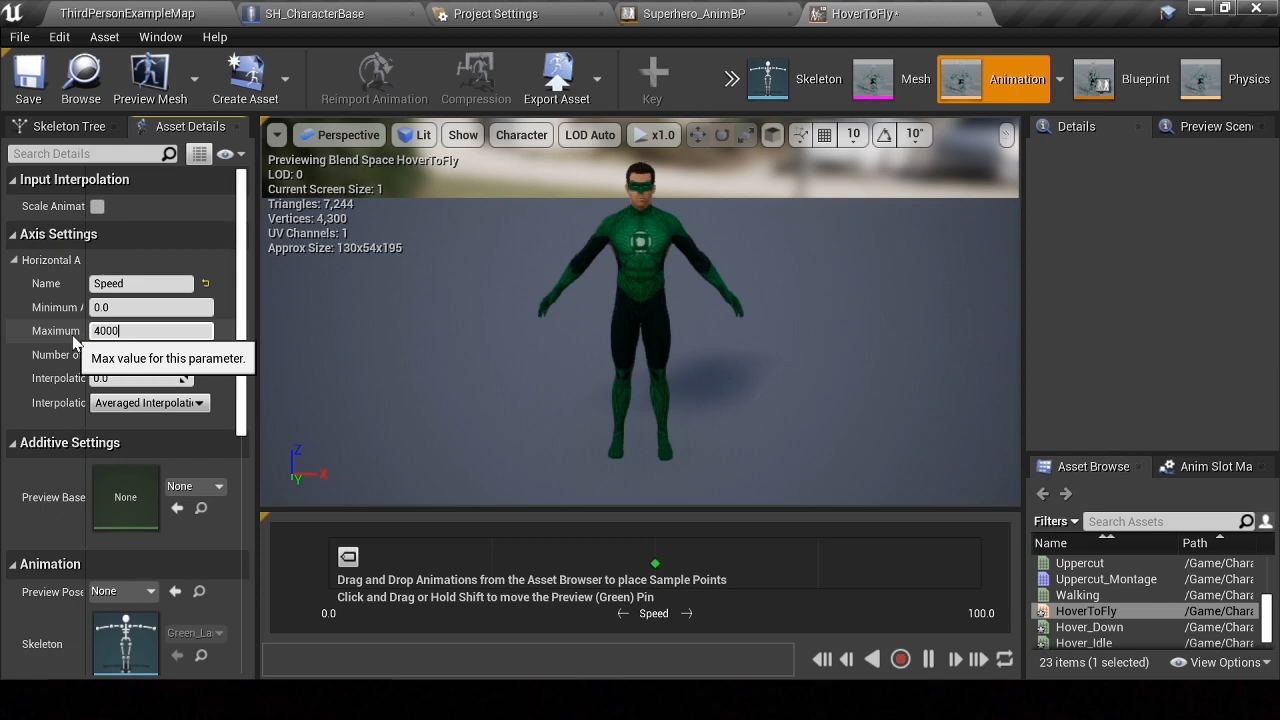 ThirdPersonExampleMap
SH_CharacterBase
Project Settings
Superhero_AnimBP
HoverToFly*
File Edit Asset Window Help
Save
Browse
Preview Mesh
Create Asset
Reimport Animation
Compression
Export Asset
Key
Skeleton
Mesh
Animation
Blueprint
Physics
Skeleton Tree
Asset Details
Search Details
Input Interpolation
Scale Animat
Axis Settings
Horizontal A
Name Speed
Minimum A 0.0
Maximum 4000
Number o
Max value for this parameter.
Interpolatic 0.0
Interpolatic Averaged Interpolatic
Additive Settings
Preview Base
None
None
Animation
Preview Pose None
Skeleton
Green_La
Perspective
Lit
Show
Character
LOD Auto
x1.0
10
10°
Previewing Blend Space HoverToFly
LOD: 0
Current Screen Size: 1
Triangles: 7,244
Vertices: 4,300
UV Channels: 1
Approx Size: 130x54x195
Z
X
Y
Drag and Drop Animations from the Asset Browser to place Sample Points
Click and Drag or Hold Shift to move the Preview (Green) Pin
0.0
Speed
100.0
Details
Preview Scen
Asset Browse
Anim Slot Ma
Filters
Search Assets
Name Path
Uppercut /Game/Chara
Uppercut_Montage /Game/Chara
Walking /Game/Chara
HoverToFly /Game/Chara
Hover_Down /Game/Chara
Hover_Idle /Game/Chara
23 items (1 selected)
View Options